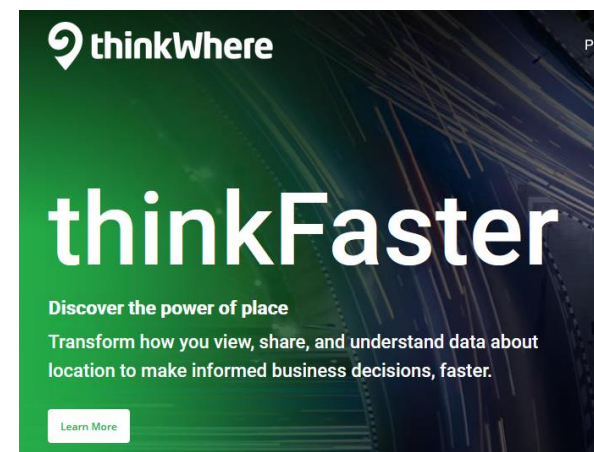 thinkWhere
P
thinkFaster
Discover the power of place
Transform how you view, share, and understand data about
location to make informed business decisions, faster.
Learn More